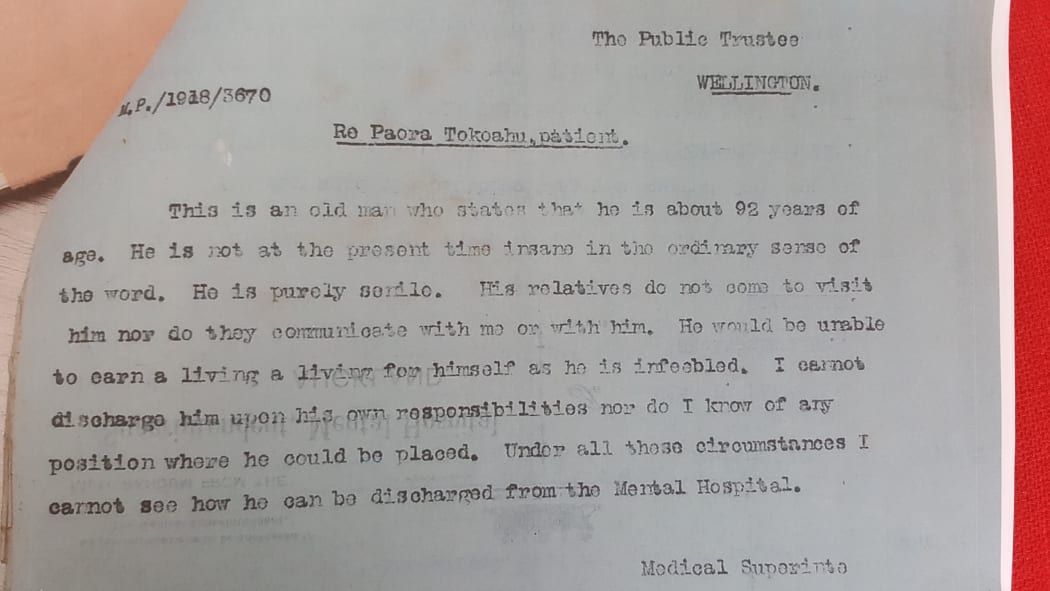 The Public Trustee
WELLINGTON.
M.P./1918/3670
Re Paora Tokoahu, patient.
This is an old man who states that he is about 92 years of
age. He is not at the present time insane in the ordinary sense of
the word. He is purely senile. His relatives do not come to visit
him nor do they communicate with me or with him. He would be unable
to earn a living a living for himself as he is infeebled. I cannot
discharge him upon his own responsibilities nor do I know of any
position where he could be placed. Under all these circumstances I
cannot see how he can be discharged from the Mental Hospital.
Medical Superinte